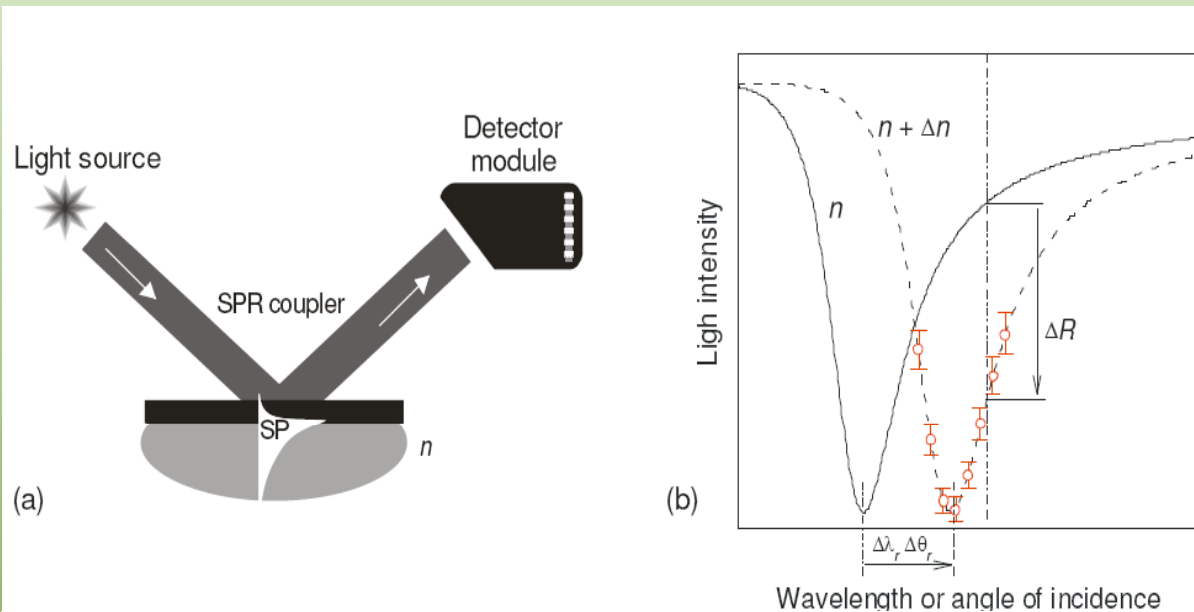 Light source
Detector
module
SPR coupler
SP
n
(a)
Ligh intensity
n + Δn
n
ΔR
(b)
Δλr Δθr
Wavelength or angle of incidence